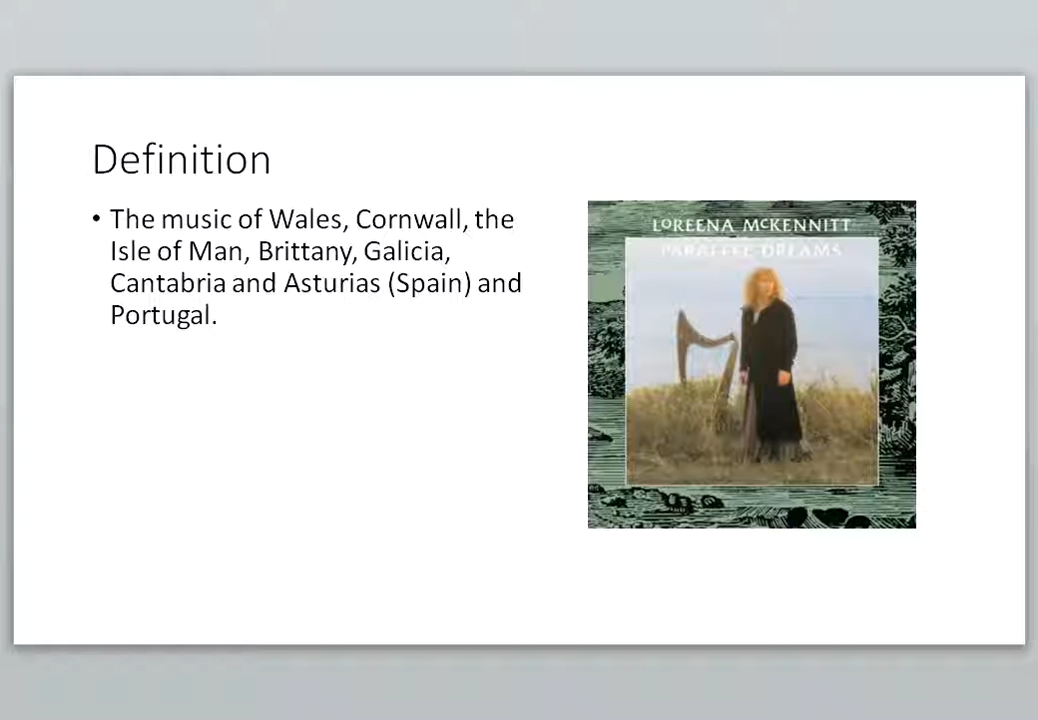 Definition
• The music of Wales, Cornwall, the
Isle of Man, Brittany, Galicia,
Cantabria and Asturias (Spain) and
Portugal.
LOREENA MCKENNITT
PARALLEL DREAMS